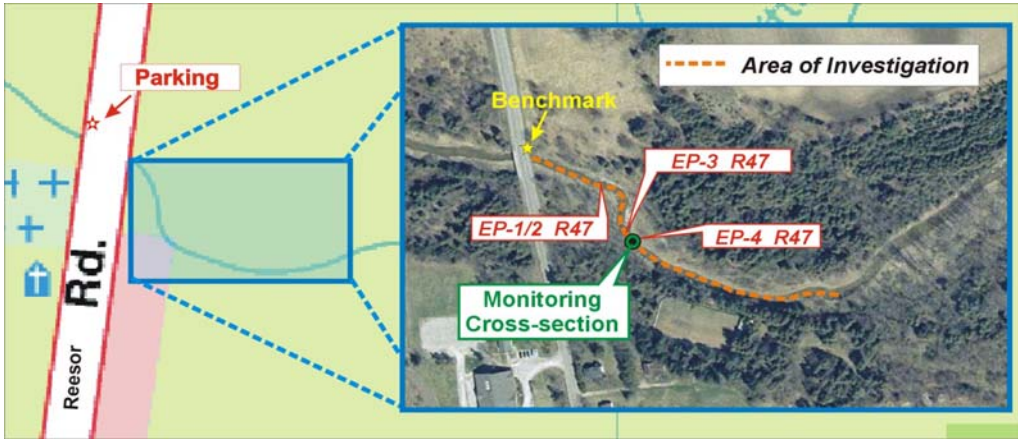 Parking
Reesor Rd.
Benchmark
Area of Investigation
EP-3 R47
EP-1/2 R47
EP-4 R47
Monitoring
Cross-section